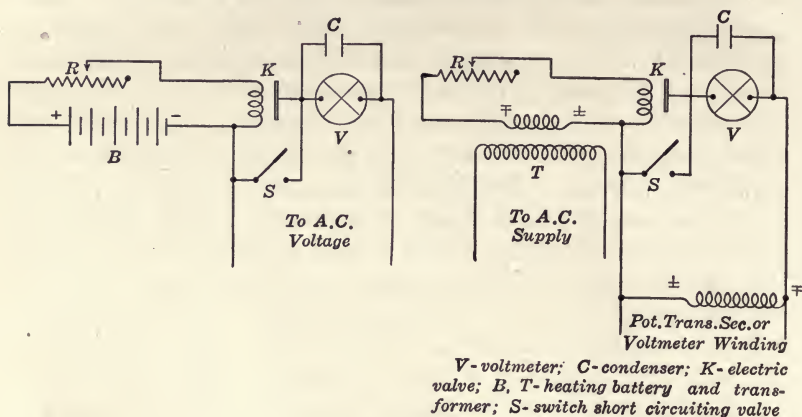 C
R
K
+
-
B
V
S
To A.C.
Voltage
C
R
K
∓
±
V
T
S
To A.C.
Supply
±
∓
Pot.Trans.Sec.or
Voltmeter Winding
V-voltmeter; C-condenser; K-electric
valve; B, T-heating battery and trans-
former; S-switch short circuiting valve